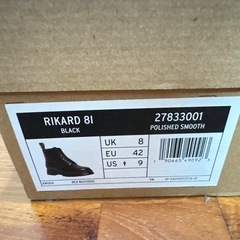 RIKARD 8I
BLACK
27833001
POLISHED SMOOTH
UK 8
EU 42
US 9